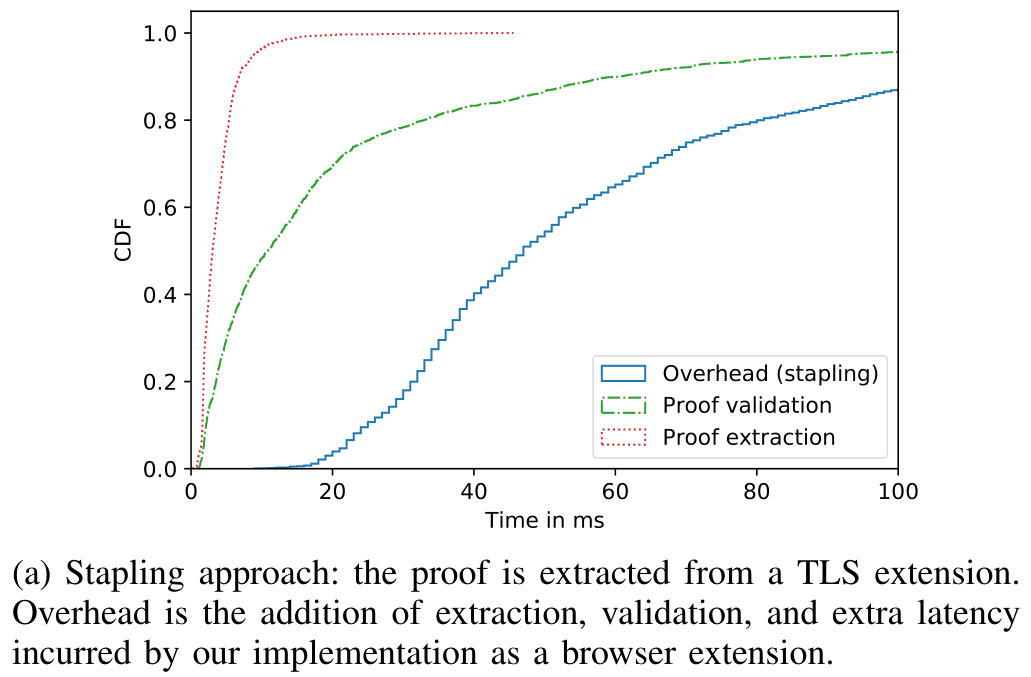 1.0
0.8
0.6
0.4
0.2
0.0
CDF
0 20 40 60 80 100
Time in ms
Overhead (stapling)
Proof validation
Proof extraction
(a) Stapling approach: the proof is extracted from a TLS extension.
Overhead is the addition of extraction, validation, and extra latency
incurred by our implementation as a browser extension.